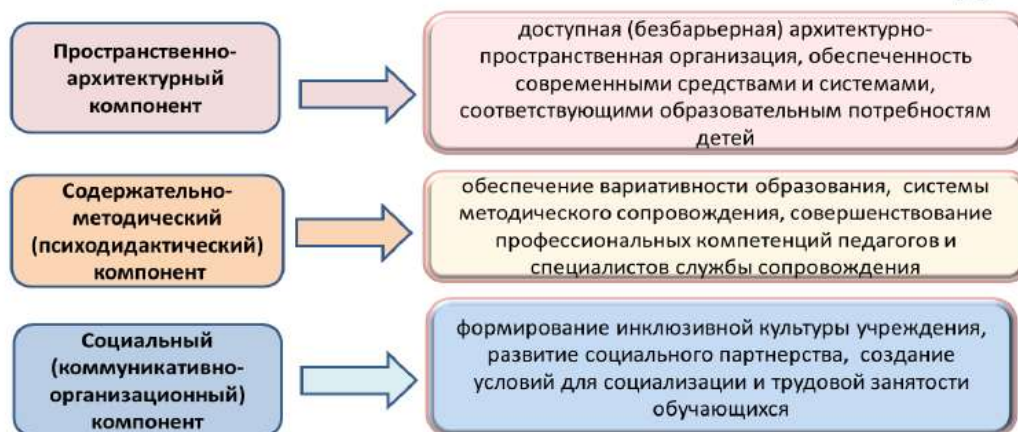 Пространственно-
архитектурный
компонент
доступная (безбарьерная) архитектурно-
пространственная организация, обеспеченность
современными средствами и системами,
соответствующими образовательным потребностям
детей
Содержательно-
методический
(психодидактический)
компонент
обеспечение вариативности образования, системы
методического сопровождения, совершенствование
профессиональных компетенций педагогов и
специалистов службы сопровождения
Социальный
(коммуникативно-
организационный)
компонент
формирование инклюзивной культуры учреждения,
развитие социального партнерства, создание
условий для социализации и трудовой занятости
обучающихся